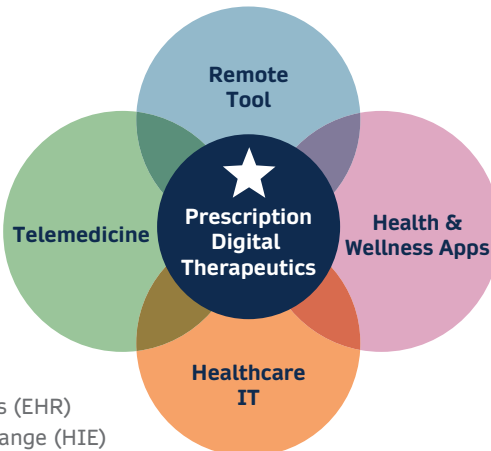 Remote
Tool
Telemedicine
Prescription
Digital
Therapeutics
Health &
Wellness Apps
Healthcare
IT
s (EHR)
ange (HIE)